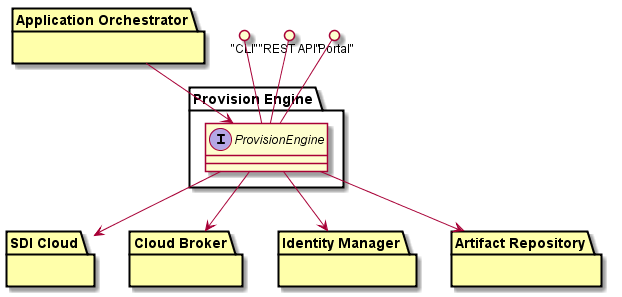 Application Orchestrator
"CLI" "REST API" "Portal"
Provision Engine
I ProvisionEngine
SDI Cloud
Cloud Broker
Identity Manager
Artifact Repository